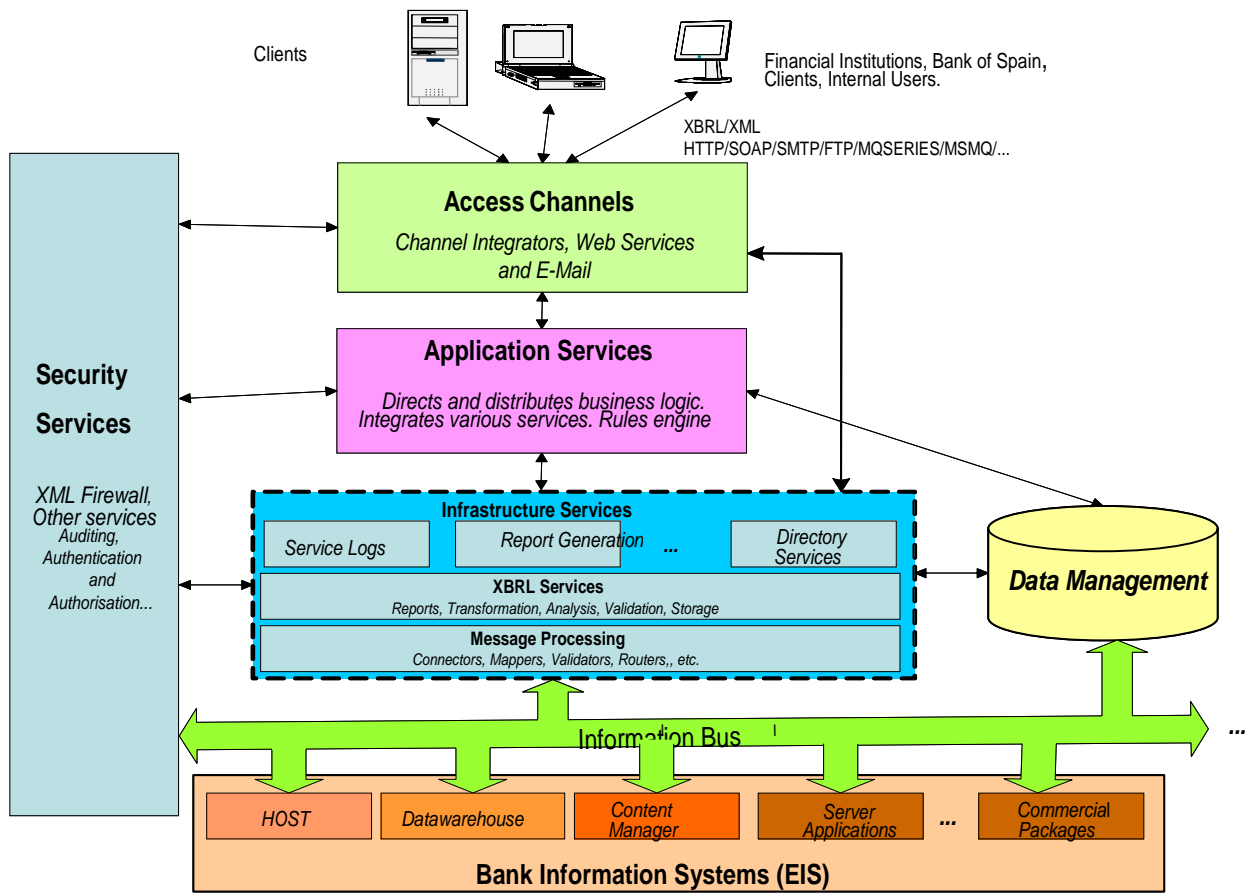 Clients
Financial Institutions, Bank of Spain,
Clients, Internal Users.
XBRL/XML
HTTP/SOAP/SMTP/FTP/MQSERIES/MSMQ/...
Access Channels
Channel Integrators, Web Services
and E-Mail
Application Services
Directs and distributes business logic.
Integrates various services. Rules engine
Security
Services
XML Firewall,
Other services
Auditing,
Authentication
and
Authorisation...
Infrastructure Services
Service Logs
Report Generation
...
Directory
Services
XBRL Services
Reports, Transformation, Analysis, Validation, Storage
Message Processing
Connectors, Mappers, Validators, Routers,, etc.
Data Management
Information Bus
...
HOST
Datawarehouse
Content
Manager
Server
Applications
...
Commercial
Packages
Bank Information Systems (EIS)